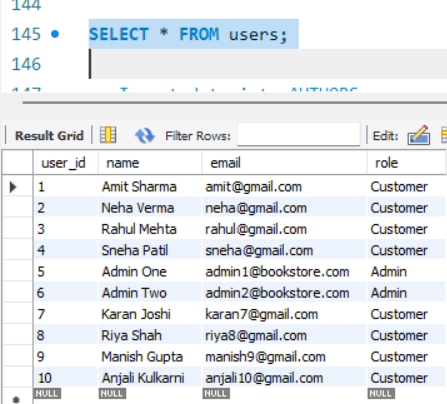 144
145 SELECT * FROM users;
146
Result Grid Filter Rows: Edit:
user_id name email role
1 Amit Sharma amit@gmail.com Customer
2 Neha Verma neha@gmail.com Customer
3 Rahul Mehta rahul@gmail.com Customer
4 Sneha Patil sneha@gmail.com Customer
5 Admin One admin1@bookstore.com Admin
6 Admin Two admin2@bookstore.com Admin
7 Karan Joshi karan7@gmail.com Customer
8 Riya Shah riya8@gmail.com Customer
9 Manish Gupta manish9@gmail.com Customer
10 Anjali Kulkarni anjali10@gmail.com Customer
NULL NULL NULL NULL